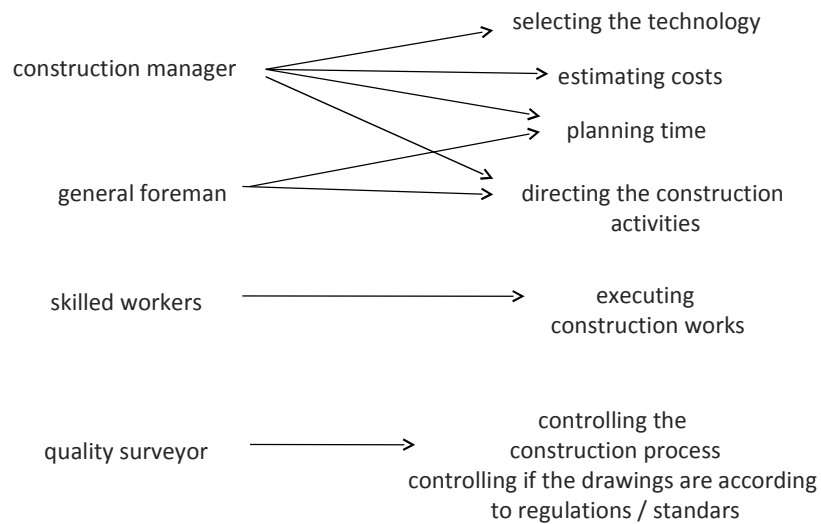 selecting the technology
construction manager
estimating costs
planning time
general foreman
directing the construction
activities
skilled workers
executing
construction works
quality surveyor
controlling the
construction process
controlling if the drawings are according
to regulations / standars